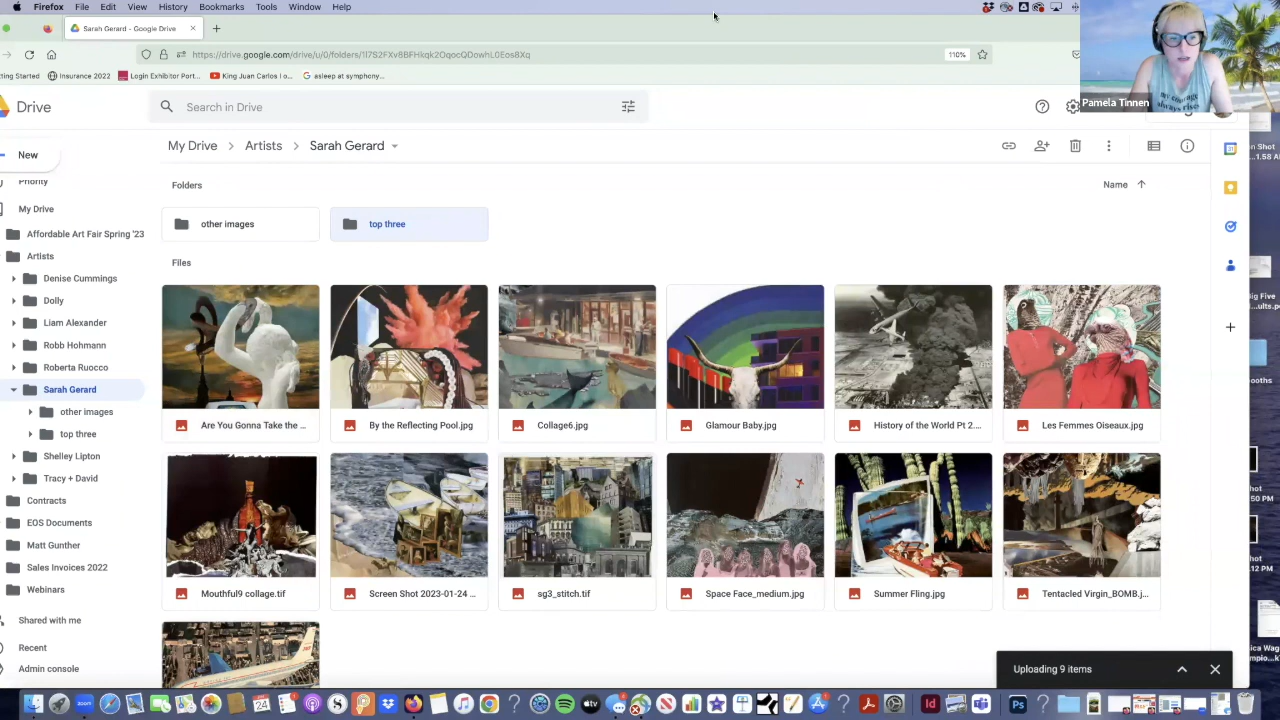 Firefox File Edit View History Bookmarks Tools Window Help
Sarah Gerard - Google Drive
https://drive.google.com/drive/u/0/folders/1I7S2FXv8BFHkqk2OqocQDowhL0Eos8Xq
110%
tting Started Insurance 2022 Login Exhibitor Port... King Juan Carlos I o... asleep at symphony...
Pamela Tinnen
Drive
Search in Drive
New
My Drive Artists Sarah Gerard
Priority
My Drive
Affordable Art Fair Spring '23
Artists
Denise Cummings
Dolly
Liam Alexander
Robb Hohmann
Roberta Ruocco
Sarah Gerard
other images
top three
Shelley Lipton
Tracy + David
Contracts
EOS Documents
Matt Gunther
Sales Invoices 2022
Webinars
Shared with me
Recent
Admin console
Folders
Name
other images
top three
Files
Are You Gonna Take the ...
By the Reflecting Pool.jpg
Collage6.jpg
Glamour Baby.jpg
History of the World Pt 2....
Les Femmes Oiseaux.jpg
Mouthful9 collage.tif
Screen Shot 2023-01-24 ...
Space Face_medium.jpg
Summer Fling.jpg
Tentacled Virgin_BOMB.j...
Uploading 9 items